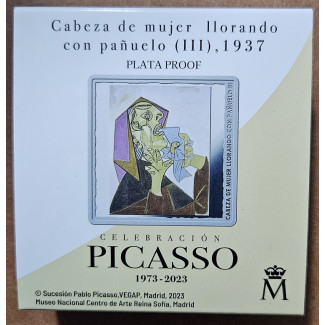 Cabeza de mujer llorando
con pañuelo (III), 1937
PLATA PROOF
CABEZA DE MUJER LLORANDO CON PAÑUELO III
CELEBRACIÓN
PICASSO
1973-2023
M
© Sucesión Pablo Picasso,VEGAP, Madrid, 2023
Museo Nacional Centro de Arte Reina Sofía, Madrid